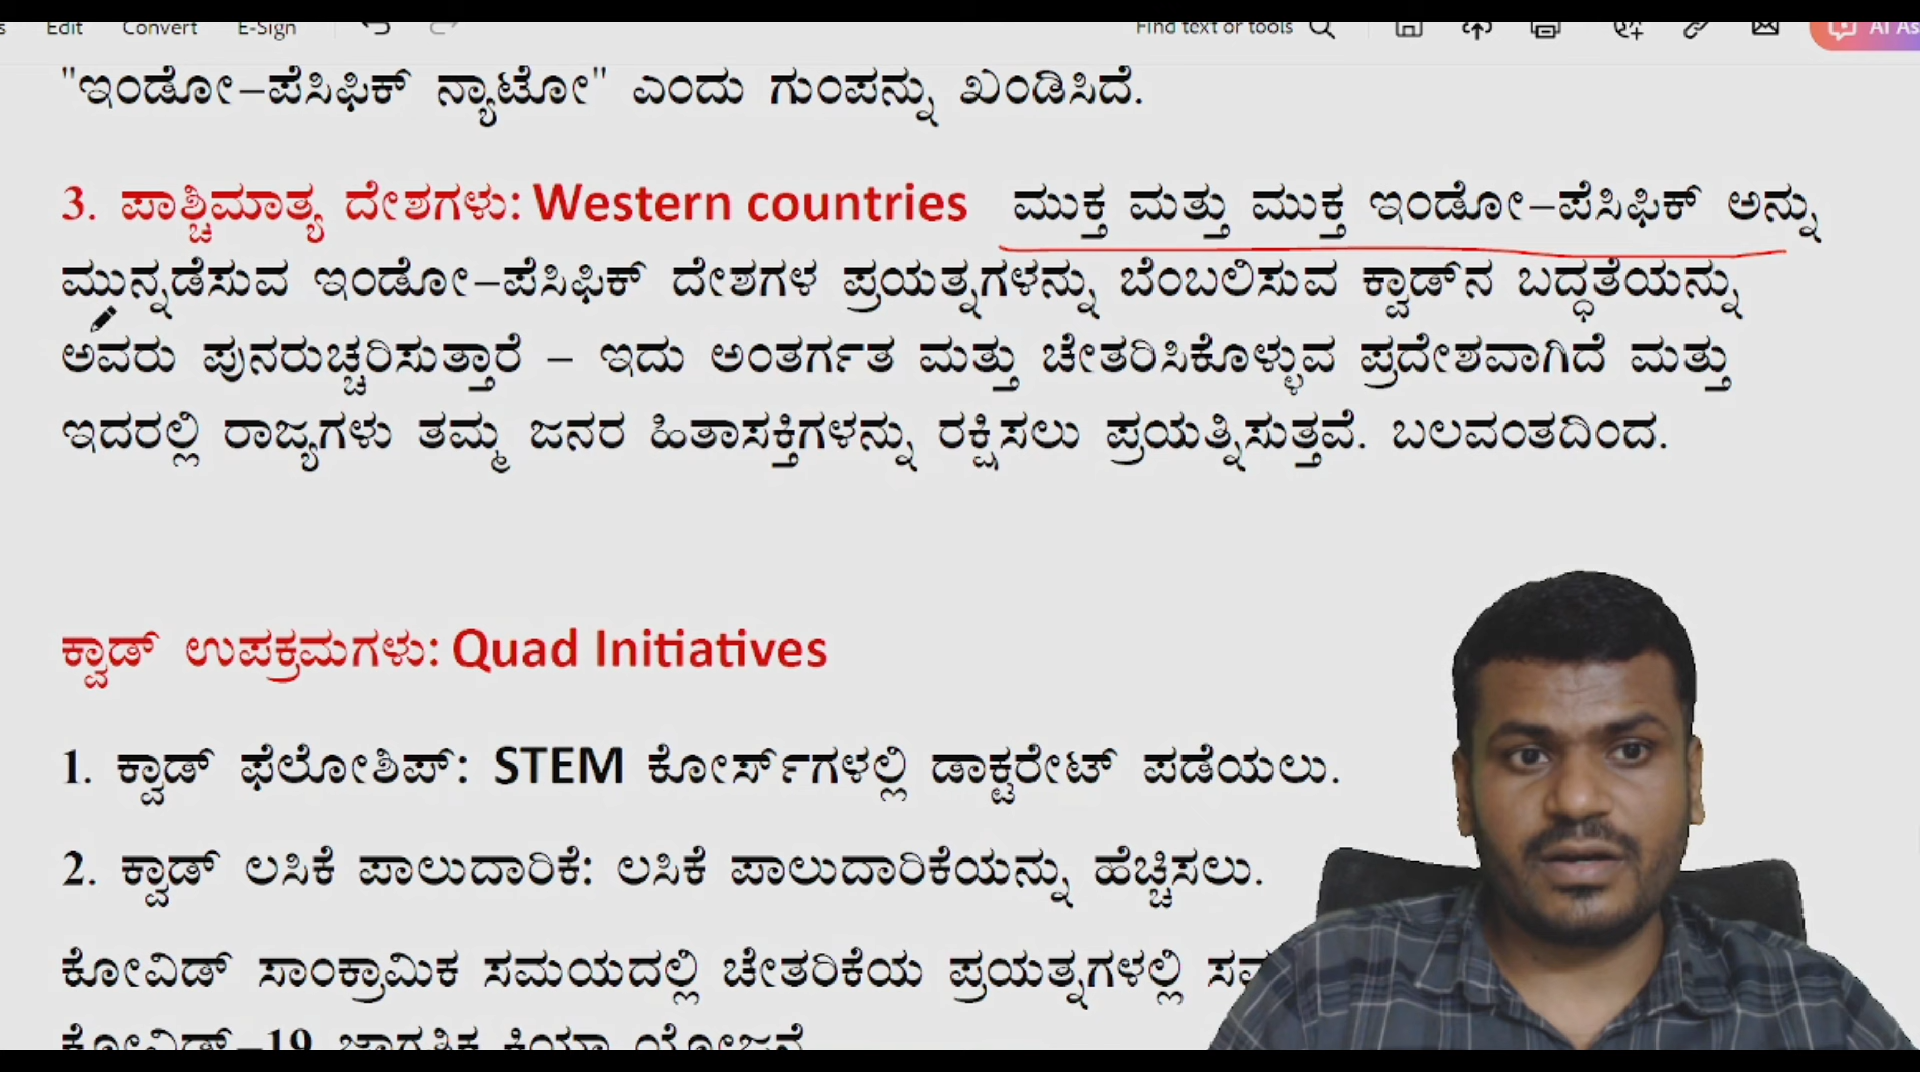 Edit Convert E-Sign Find text or tools
"ಇಂಡೋ-ಪೆಸಿಫಿಕ್ ನ್ಯಾಟೋ" ಎಂದು ಗುಂಪನ್ನು ಖಂಡಿಸಿದೆ.
3. ಪಾಶ್ಚಿಮಾತ್ಯ ದೇಶಗಳು: Western countries ಮುಕ್ತ ಮತ್ತು ಮುಕ್ತ ಇಂಡೋ-ಪೆಸಿಫಿಕ್ ಅನ್ನು
ಮುನ್ನಡೆಸುವ ಇಂಡೋ-ಪೆಸಿಫಿಕ್ ದೇಶಗಳ ಪ್ರಯತ್ನಗಳನ್ನು ಬೆಂಬಲಿಸುವ ಕ್ವಾಡ್‌ನ ಬದ್ಧತೆಯನ್ನು
ಅವರು ಪುನರುಚ್ಚರಿಸುತ್ತಾರೆ - ಇದು ಅಂತರ್ಗತ ಮತ್ತು ಚೇತರಿಸಿಕೊಳ್ಳುವ ಪ್ರದೇಶವಾಗಿದೆ ಮತ್ತು
ಇದರಲ್ಲಿ ರಾಜ್ಯಗಳು ತಮ್ಮ ಜನರ ಹಿತಾಸಕ್ತಿಗಳನ್ನು ರಕ್ಷಿಸಲು ಪ್ರಯತ್ನಿಸುತ್ತವೆ. ಬಲವಂತದಿಂದ.
ಕ್ವಾಡ್ ಉಪಕ್ರಮಗಳು: Quad Initiatives
1. ಕ್ವಾಡ್ ಫೆಲೋಶಿಪ್: STEM ಕೋರ್ಸ್‌ಗಳಲ್ಲಿ ಡಾಕ್ಟರೇಟ್ ಪಡೆಯಲು.
2. ಕ್ವಾಡ್ ಲಸಿಕೆ ಪಾಲುದಾರಿಕೆ: ಲಸಿಕೆ ಪಾಲುದಾರಿಕೆಯನ್ನು ಹೆಚ್ಚಿಸಲು.
ಕೋವಿಡ್ ಸಾಂಕ್ರಾಮಿಕ ಸಮಯದಲ್ಲಿ ಚೇತರಿಕೆಯ ಪ್ರಯತ್ನಗಳಲ್ಲಿ
ಕೋವಿಡ್-19 ಜಾಗತಿಕ ಕ್ರಿಯಾ ಯೋಜನೆ